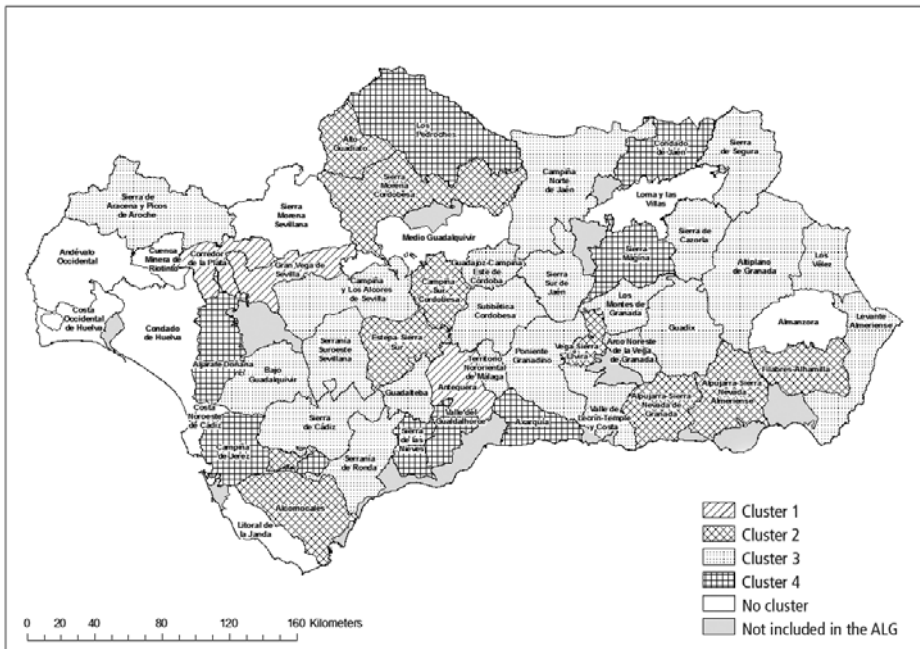 Los
Pedroches
Alto
Guadiato
Condado
de Jaén
Sierra
de Segura
Sierra
Morena
Cordobesa
Campiña
Norte
de Jaén
Sierra de
Aracena y Picos
de Aroche
Sierra
Morena
Sevillana
Loma y las
Villas
Medio Guadalquivir
Sierra de
Cazorla
Andévalo
Occidental
Cuenca
Minera de
Riotinto
Corredor
de la Plata
Gran Vega de
Sevilla
Guadajoz-Campiña
Este de
Córdoba
Sierra
Mágina
Los
Vélez
Altiplano
de Granada
Campiña
y Los Alcores
de Sevilla
Campiña
Sur
Cordobesa
Sierra
Sur de
Jaén
Los
Montes de
Granada
Costa
Occidental
de Huelva
Condado
de Huelva
Subbética
Cordobesa
Guadix
Almanzora
Levante
Almeriense
Serranía
Suroeste
Sevillana
Estepa-Sierra
Sur
Poniente
Granadino
Vega Sierra
Elvira
Arco Noreste
de la Vega
de Granada
Aljarafe-Doñana
Bajo
Guadalquivir
Territorio
Nororiental
de Málaga
Filabres-Alhamilla
Guadalteba
Antequera
Alpujarra-Sierra
Nevada de
Granada
Alpujarra-Sierra
Nevada
Almeriense
Costa
Noroeste
de Cádiz
Sierra
de Cádiz
Valle del
Guadalhorce
Axarquía
Valle de
Lecrín-Temple
y Costa
Campiña
de Jerez
Sierra
de las
Nieves
Serranía
de Ronda
Alcornocales
Litoral de
la Janda
Cluster 1
Cluster 2
Cluster 3
Cluster 4
No cluster
Not included in the ALG
0 20 40 80 120 160 Kilometers